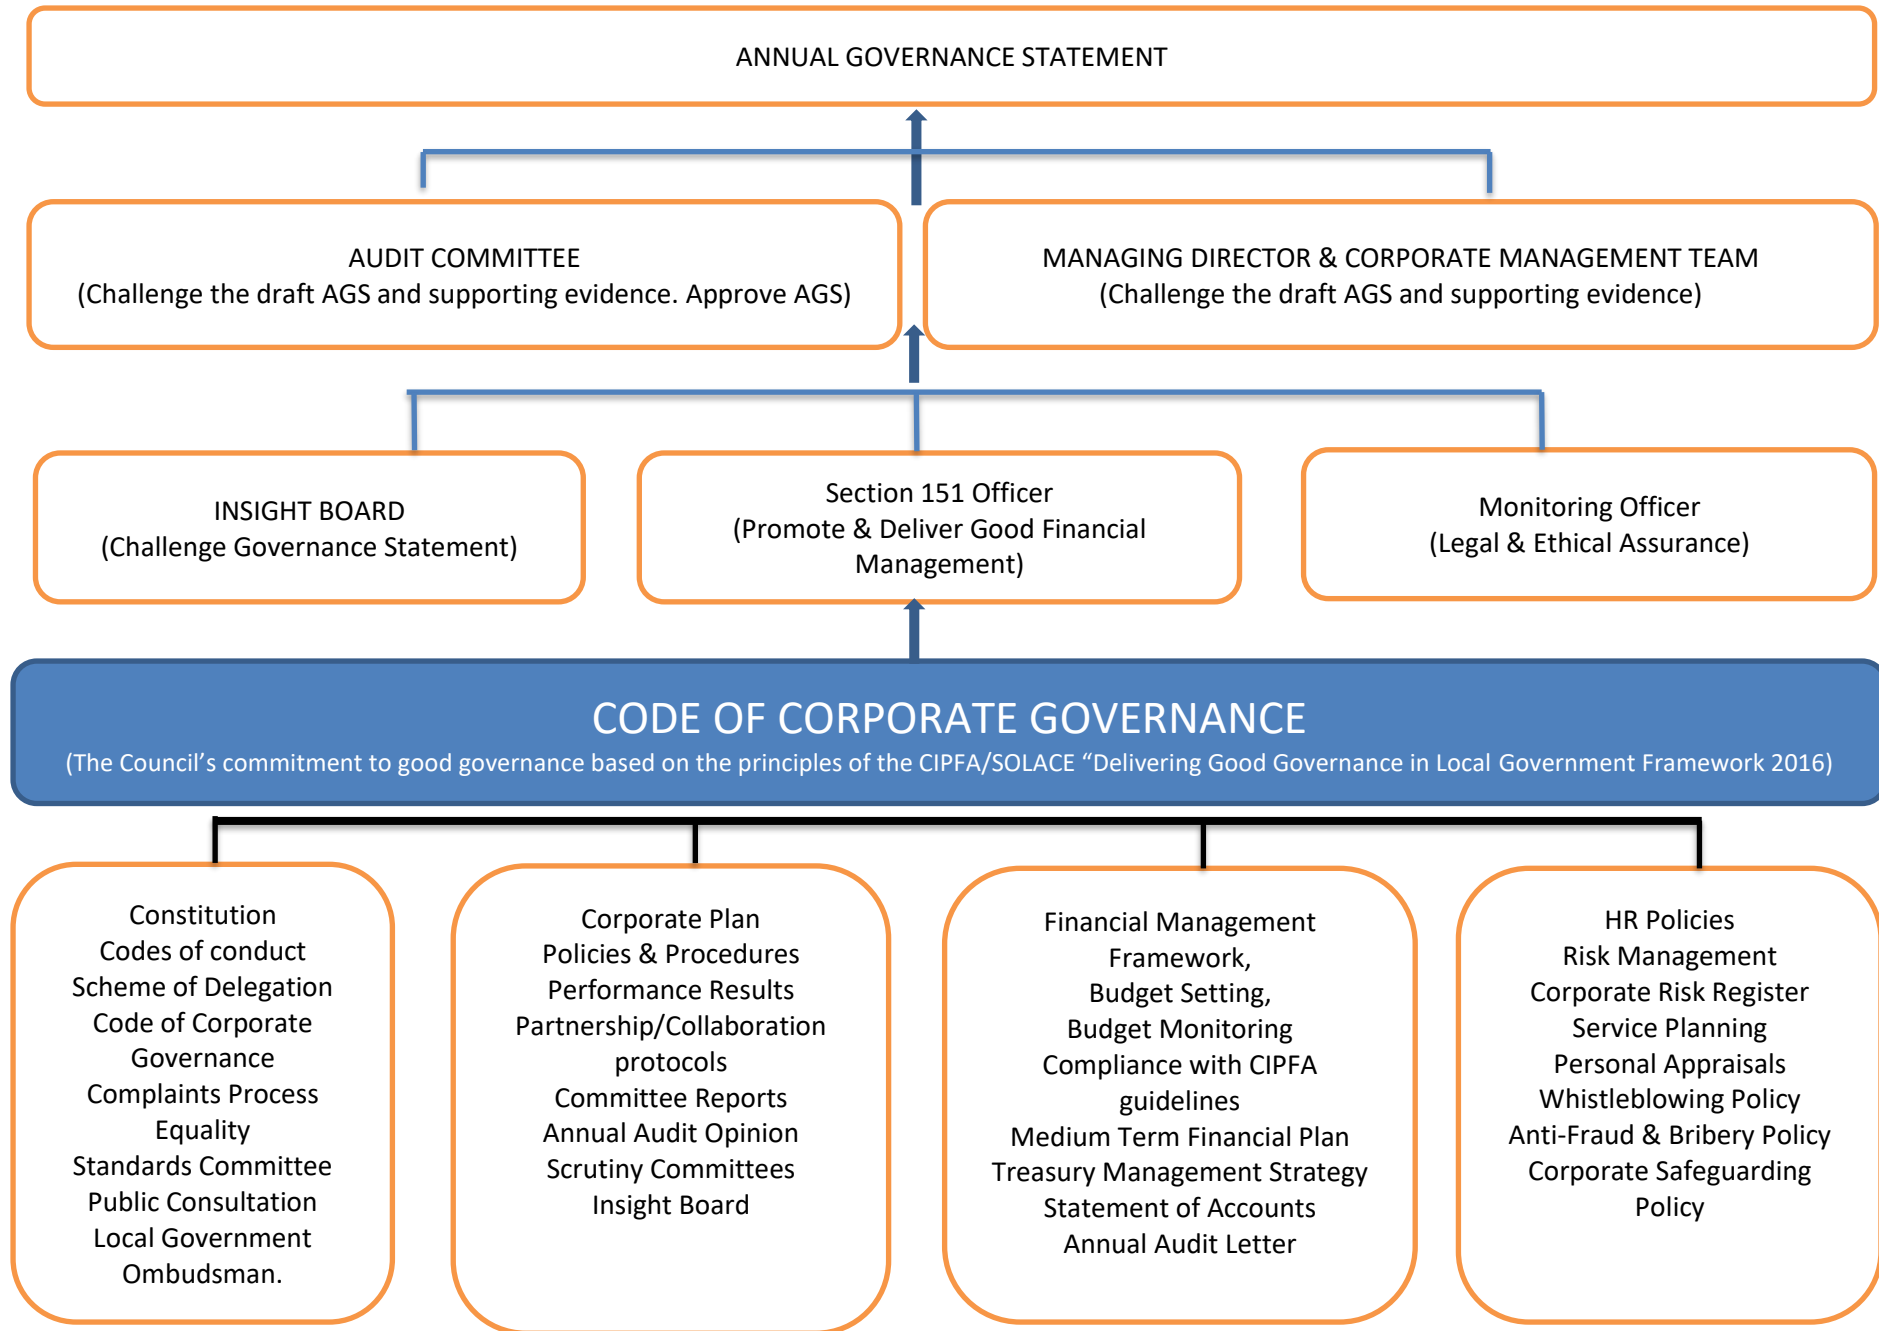 ANNUAL GOVERNANCE STATEMENT
AUDIT COMMITTEE
(Challenge the draft AGS and supporting evidence. Approve AGS)
MANAGING DIRECTOR & CORPORATE MANAGEMENT TEAM
(Challenge the draft AGS and supporting evidence)
INSIGHT BOARD
(Challenge Governance Statement)
Section 151 Officer
(Promote & Deliver Good Financial
Management)
Monitoring Officer
(Legal & Ethical Assurance)
CODE OF CORPORATE GOVERNANCE
(The Council’s commitment to good governance based on the principles of the CIPFA/SOLACE “Delivering Good Governance in Local Government Framework 2016)
Constitution
Codes of conduct
Scheme of Delegation
Code of Corporate
Governance
Complaints Process
Equality
Standards Committee
Public Consultation
Local Government
Ombudsman.
Corporate Plan
Policies & Procedures
Performance Results
Partnership/Collaboration
protocols
Committee Reports
Annual Audit Opinion
Scrutiny Committees
Insight Board
Financial Management
Framework,
Budget Setting,
Budget Monitoring
Compliance with CIPFA
guidelines
Medium Term Financial Plan
Treasury Management Strategy
Statement of Accounts
Annual Audit Letter
HR Policies
Risk Management
Corporate Risk Register
Service Planning
Personal Appraisals
Whistleblowing Policy
Anti-Fraud & Bribery Policy
Corporate Safeguarding
Policy